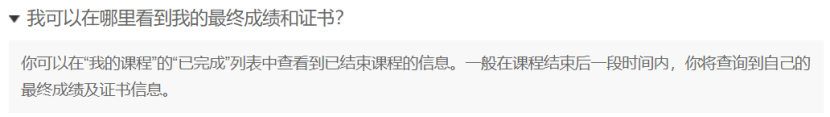 我可以在哪里看到我的最终成绩和证书？
你可以在“我的课程”的“已完成”列表中查看到已结束课程的信息。一般在课程结束后一段时间内，你将查询到自己的
最终成绩及证书信息。